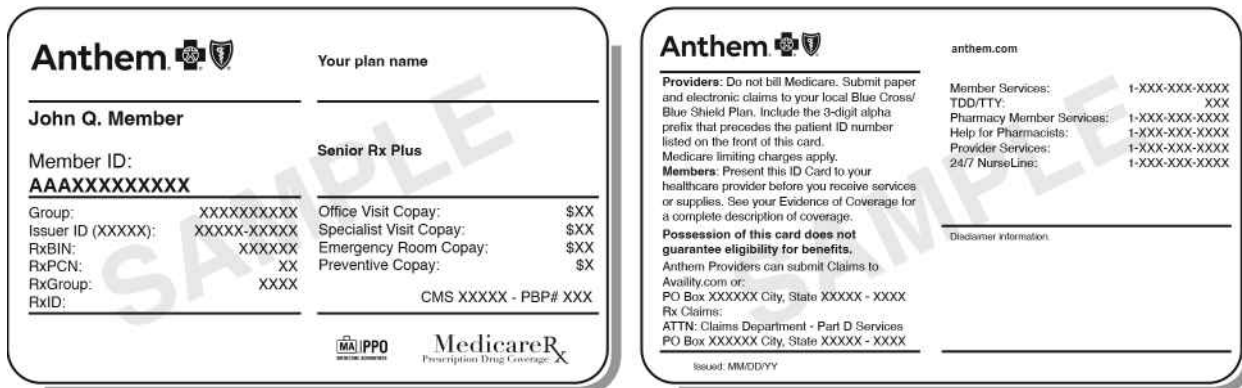 Anthem
Your plan name
John Q. Member
Member ID:
AAAXXXXXXXXX
Senior Rx Plus
Group: XXXXXXXXXX
Issuer ID (XXXXX): XXXXX-XXXXX
RxBIN: XXXXXX
RxPCN: XX
RxGroup: XXXX
RxID:
Office Visit Copay: $XX
Specialist Visit Copay: $XX
Emergency Room Copay: $XX
Preventive Copay: $X
CMS XXXXX - PBP# XXX
MA PPO
MEDICARE ADVANTAGE
MedicareRx
Prescription Drug Coverage
SAMPLE
Anthem
anthem.com
Providers: Do not bill Medicare. Submit paper
and electronic claims to your local Blue Cross/
Blue Shield Plan. Include the 3-digit alpha
prefix that precedes the patient ID number
listed on the front of this card.
Medicare limiting charges apply.
Members: Present this ID Card to your
healthcare provider before you receive services
or supplies. See your Evidence of Coverage for
a complete description of coverage.
Possession of this card does not
guarantee eligibility for benefits.
Anthem Providers can submit Claims to
Availity.com or:
PO Box XXXXXX City, State XXXXX - XXXX
Rx Claims:
ATTN: Claims Department - Part D Services
PO Box XXXXXX City, State XXXXX - XXXX
Issued: MM/DD/YY
Member Services: 1-XXX-XXX-XXXX
TDD/TTY: XXX
Pharmacy Member Services: 1-XXX-XXX-XXXX
Help for Pharmacists: 1-XXX-XXX-XXXX
Provider Services: 1-XXX-XXX-XXXX
24/7 NurseLine: 1-XXX-XXX-XXXX
Disclaimer information.
SAMPLE